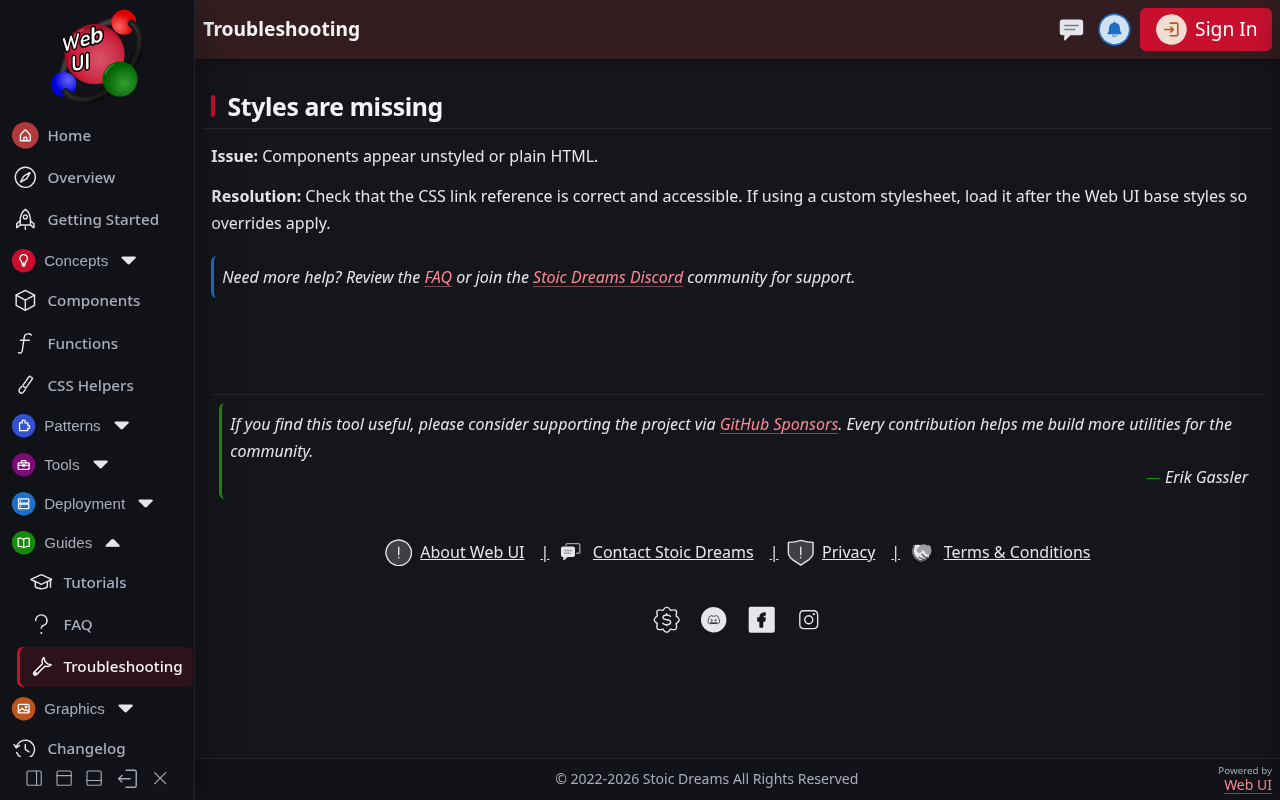 Web
UI
Home
Overview
Getting Started
Concepts
Components
Functions
CSS Helpers
Patterns
Tools
Deployment
Guides
Tutorials
FAQ
Troubleshooting
Graphics
Changelog
Troubleshooting
Sign In
Styles are missing
Issue: Components appear unstyled or plain HTML.
Resolution: Check that the CSS link reference is correct and accessible. If using a custom stylesheet, load it after the Web UI base styles so
overrides apply.
Need more help? Review the FAQ or join the Stoic Dreams Discord community for support.
If you find this tool useful, please consider supporting the project via GitHub Sponsors. Every contribution helps me build more utilities for the
community.
— Erik Gassler
About Web UI | Contact Stoic Dreams | Privacy | Terms & Conditions
© 2022-2026 Stoic Dreams All Rights Reserved
Powered by
Web UI